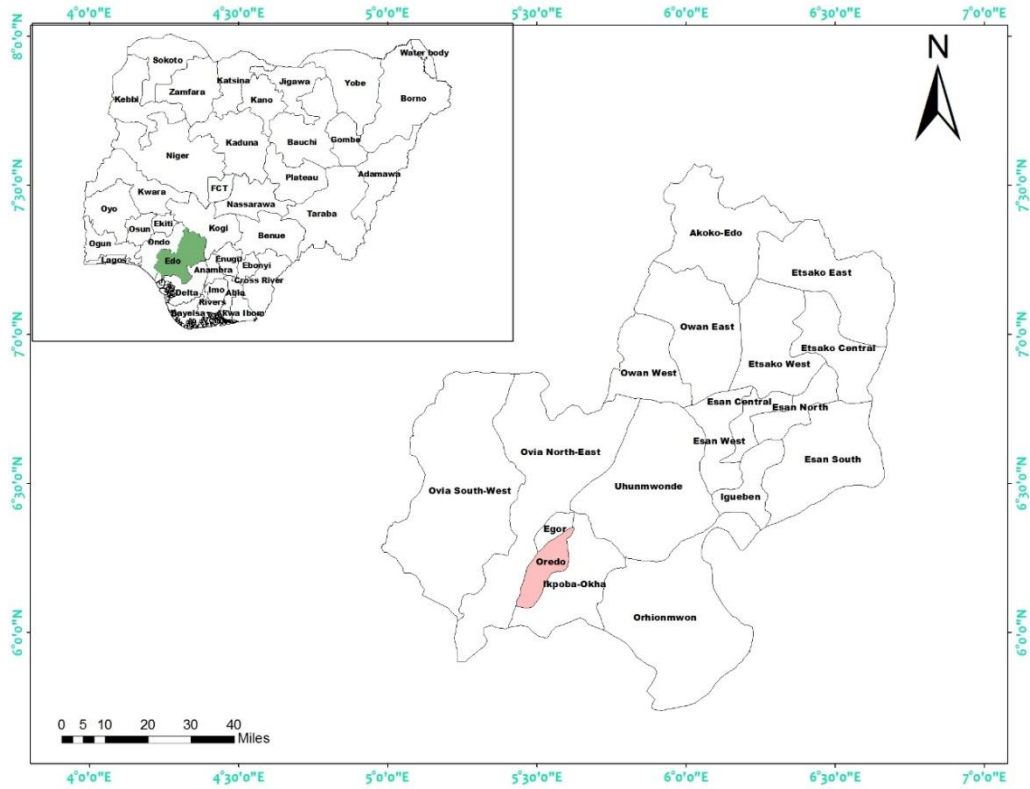 4°0'0"E 4°30'0"E 5°0'0"E 5°30'0"E 6°0'0"E 6°30'0"E 7°0'0"E
8°0'0"N
7°30'0"N
7°0'0"N
6°30'0"N
6°0'0"N
Water body
Sokoto
Katsina
Jigawa
Yobe
Zamfara
Kebbi
Kano
Borno
Kaduna
Bauchi
Gombe
Niger
Plateau
Adamawa
Kwara
FCT
Nassarawa
Oyo
Taraba
Ekiti
Osun
Kogi
Benue
Ogun
Ondo
Lagos
Edo
Enugu
Ebonyi
Anambra
Cross River
Delta
Imo
Abia
Rivers
Bayelsa
Akwa Ibom
N
7°30'0"N
7°0'0"N
6°30'0"N
6°0'0"N
Akoko-Edo
Etsako East
Owan East
Etsako Central
Etsako West
Owan West
Esan Central
Esan North
Esan West
Ovia North-East
Esan South
Uhunmwonde
Ovia South-West
Igueben
Egor
Oredo
Ikpoba-Okha
Orhionmwon
0 5 10 20 30 40
Miles
4°0'0"E 4°30'0"E 5°0'0"E 5°30'0"E 6°0'0"E 6°30'0"E 7°0'0"E